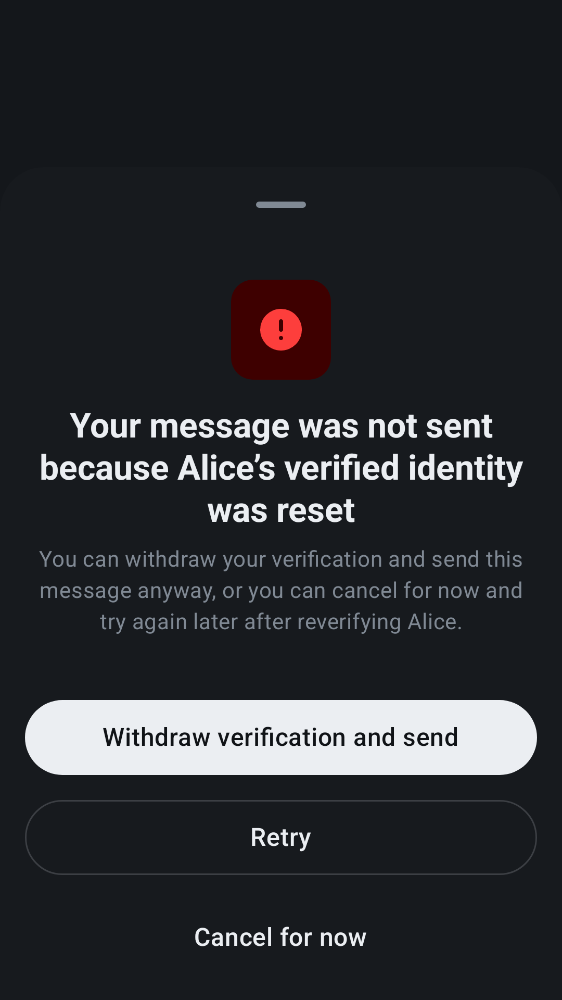 Your message was not sent
because Alice’s verified identity
was reset
You can withdraw your verification and send this
message anyway, or you can cancel for now and
try again later after reverifying Alice.
Withdraw verification and send
Retry
Cancel for now